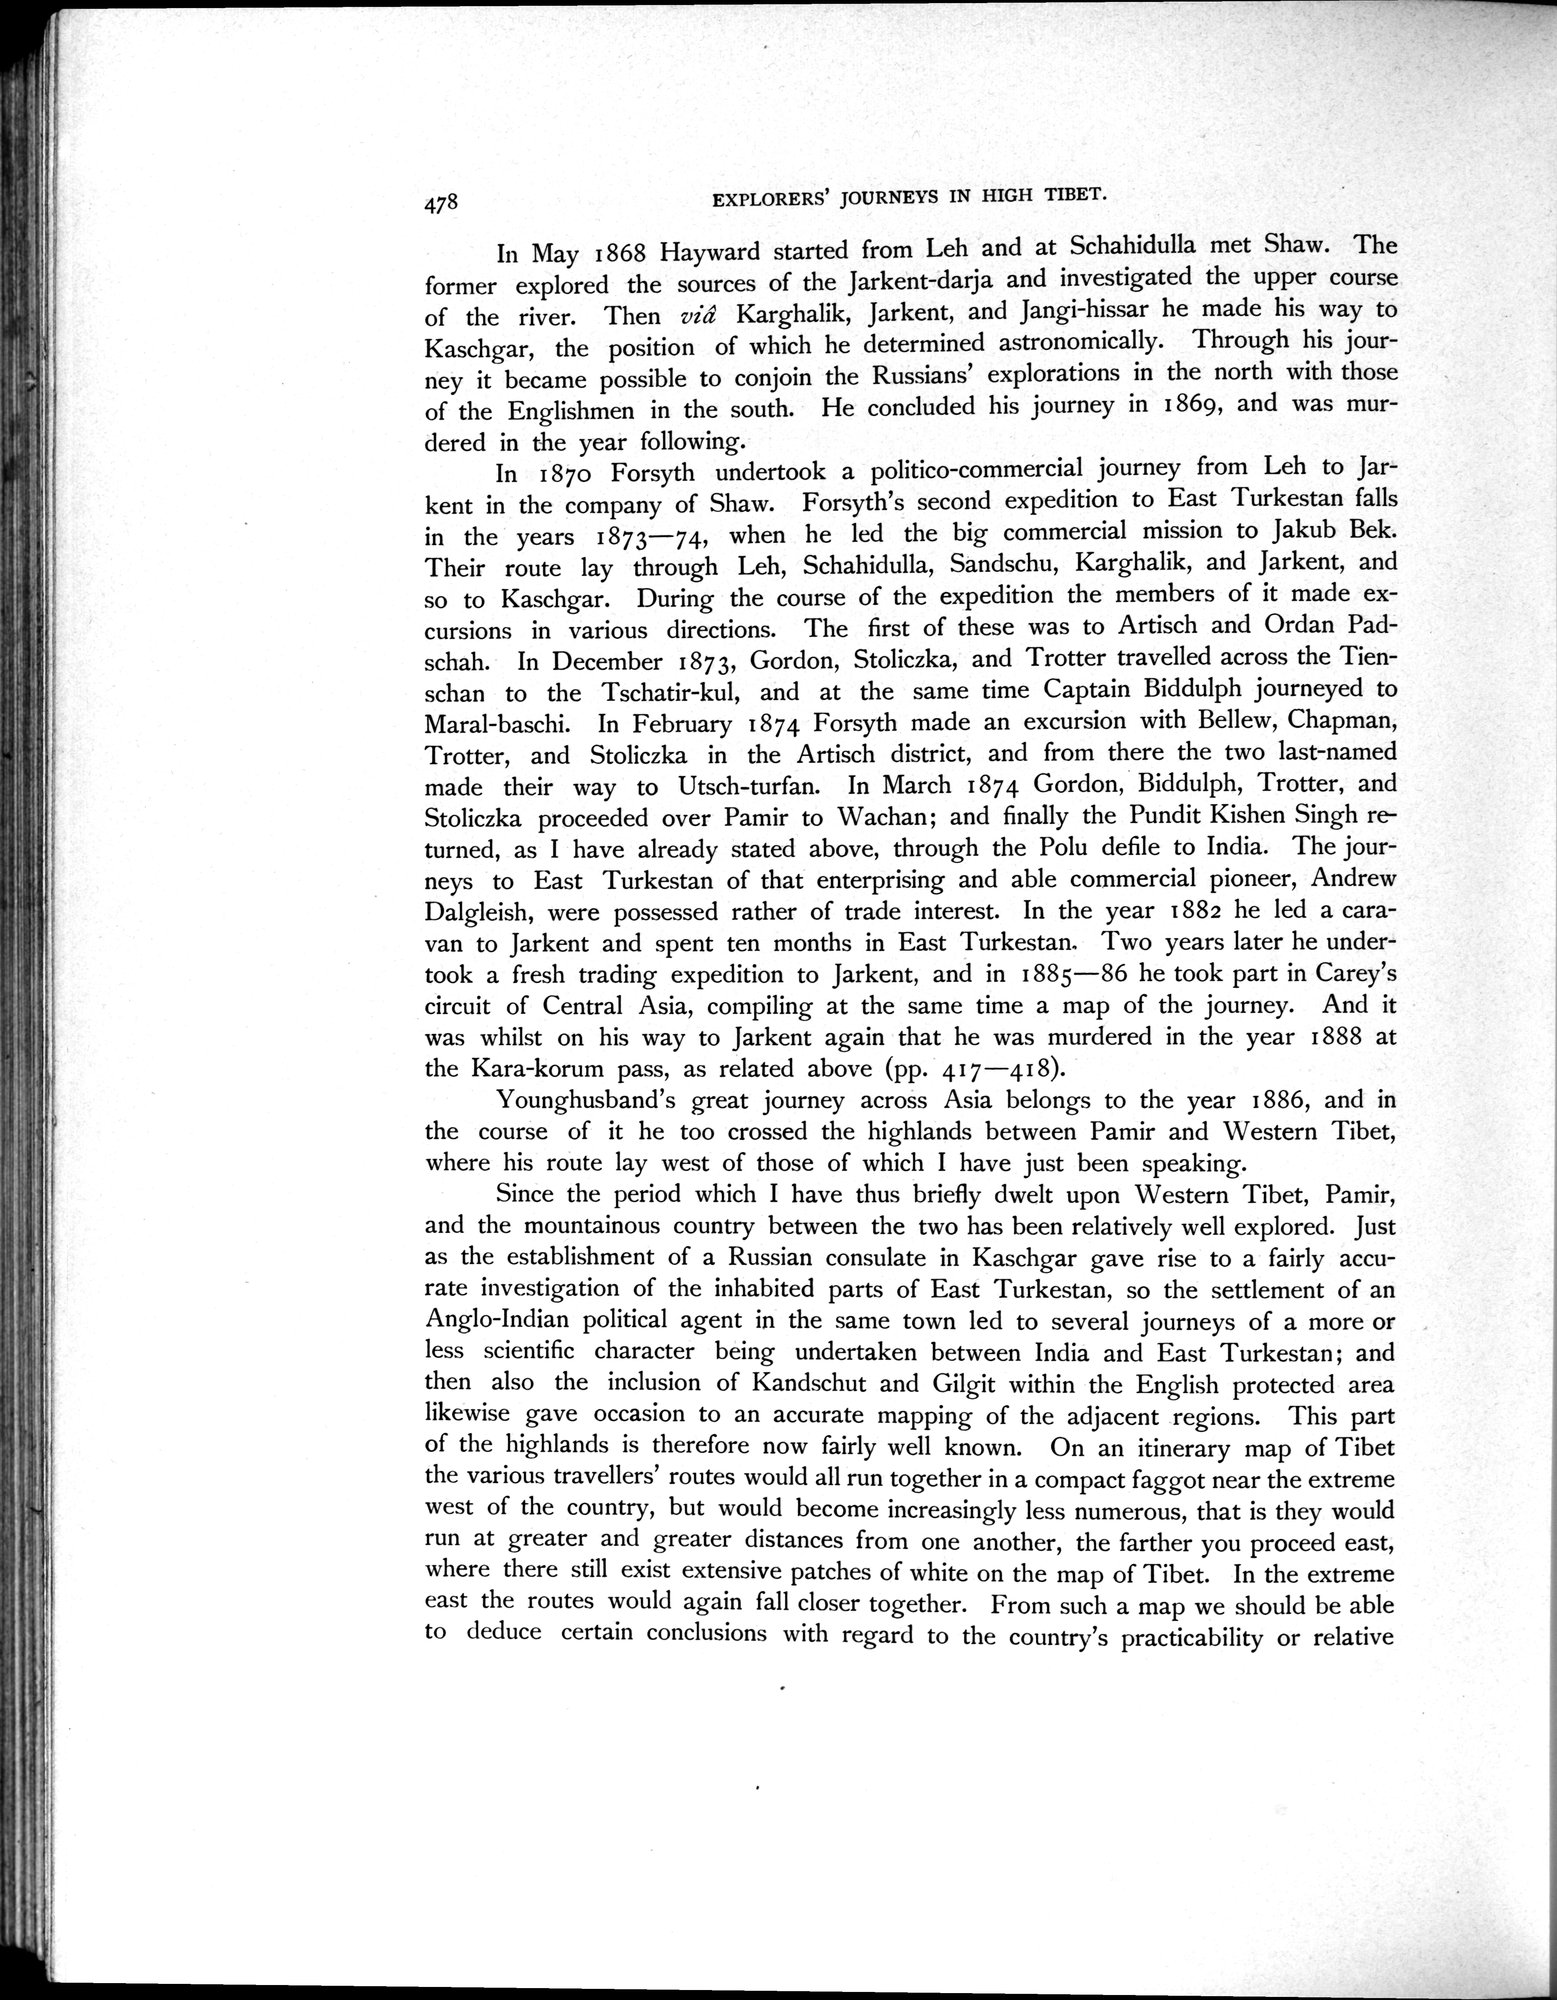 478
EXPLORERS' JOURNEYS IN HIGH TIBET.
In May 1868 Hayward started from Leh and at Schahidulla met Shaw. The
former explored the sources of the Jarkent-darja and investigated the upper course
of the river. Then viâ Karghalik, Jarkent, and Jangi-hissar he made his way to
Kaschgar, the position of which he determined astronomically. Through his jour-
ney it became possible to conjoin the Russians' explorations in the north with those
of the Englishmen in the south. He concluded his journey in 1869, and was mur-
dered in the year following.
In 1870 Forsyth undertook a politico-commercial journey from Leh to Jar-
kent in the company of Shaw. Forsyth's second expedition to East Turkestan falls
in the years 1873—74, when he led the big commercial mission to Jakub Bek.
Their route lay through Leh, Schahidulla, Sandschu, Karghalik, and Jarkent, and
so to Kaschgar. During the course of the expedition the members of it made ex-
cursions in various directions. The first of these was to Artisch and Ordan Pad-
schah. In December 1873, Gordon, Stoliczka, and Trotter travelled across the Tien-
schan to the Tschatir-kul, and at the same time Captain Biddulph journeyed to
Maral-baschi. In February 1874 Forsyth made an excursion with Bellew, Chapman,
Trotter, and Stoliczka in the Artisch district, and from there the two last-named
made their way to Utsch-turfan. In March 1874 Gordon, Biddulph, Trotter, and
Stoliczka proceeded over Pamir to Wachan; and finally the Pundit Kishen Singh re-
turned, as I have already stated above, through the Polu defile to India. The jour-
neys to East Turkestan of that enterprising and able commercial pioneer, Andrew
Dalgleish, were possessed rather of trade interest. In the year 1882 he led a cara-
van to Jarkent and spent ten months in East Turkestan. Two years later he under-
took a fresh trading expedition to Jarkent, and in 1885—86 he took part in Carey's
circuit of Central Asia, compiling at the same time a map of the journey. And it
was whilst on his way to Jarkent again that he was murdered in the year 1888 at
the Kara-korum pass, as related above (pp. 417—418).
Younghusband's great journey across Asia belongs to the year 1886, and in
the course of it he too crossed the highlands between Pamir and Western Tibet,
where his route lay west of those of which I have just been speaking.
Since the period which I have thus briefly dwelt upon Western Tibet, Pamir,
and the mountainous country between the two has been relatively well explored. Just
as the establishment of a Russian consulate in Kaschgar gave rise to a fairly accu-
rate investigation of the inhabited parts of East Turkestan, so the settlement of an
Anglo-Indian political agent in the same town led to several journeys of a more or
less scientific character being undertaken between India and East Turkestan; and
then also the inclusion of Kandschut and Gilgit within the English protected area
likewise gave occasion to an accurate mapping of the adjacent regions. This part
of the highlands is therefore now fairly well known. On an itinerary map of Tibet
the various travellers' routes would all run together in a compact faggot near the extreme
west of the country, but would become increasingly less numerous, that is they would
run at greater and greater distances from one another, the farther you proceed east,
where there still exist extensive patches of white on the map of Tibet. In the extreme
east the routes would again fall closer together. From such a map we should be able
to deduce certain conclusions with regard to the country's practicability or relative